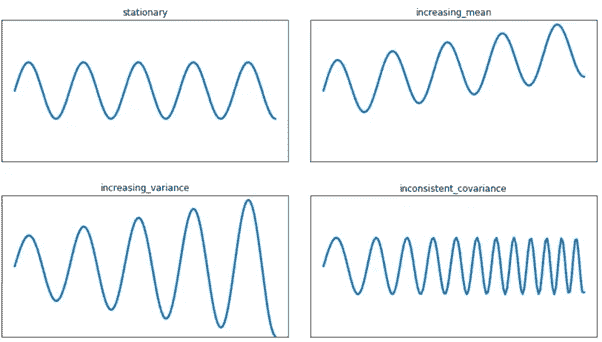 stationary
increasing_mean
increasing_variance
inconsistent_covariance